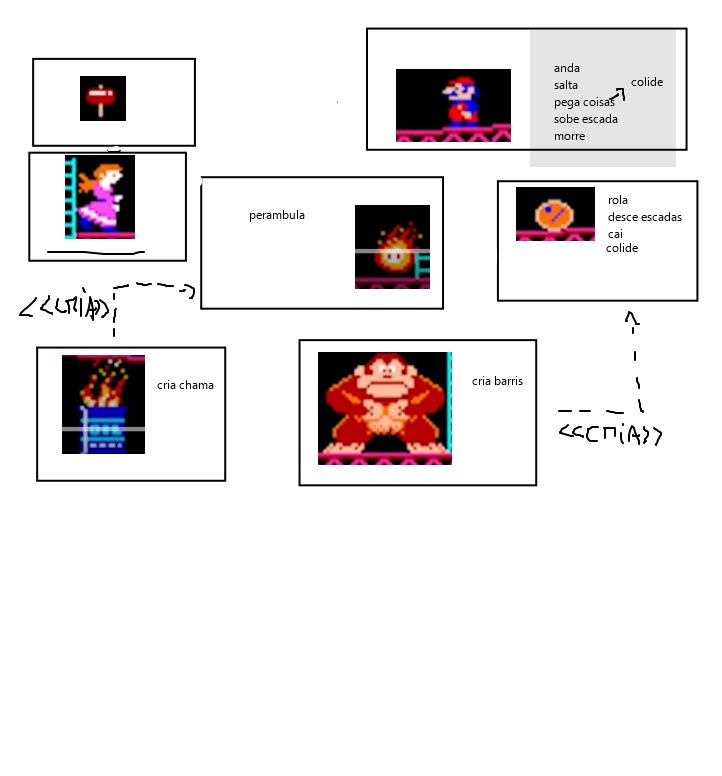 anda
salta
pega coisas
colide
sobe escada
morre
perambula
rola
desce escadas
cai
colide
<<cria>>
cria chama
cria barris
<<cria>>